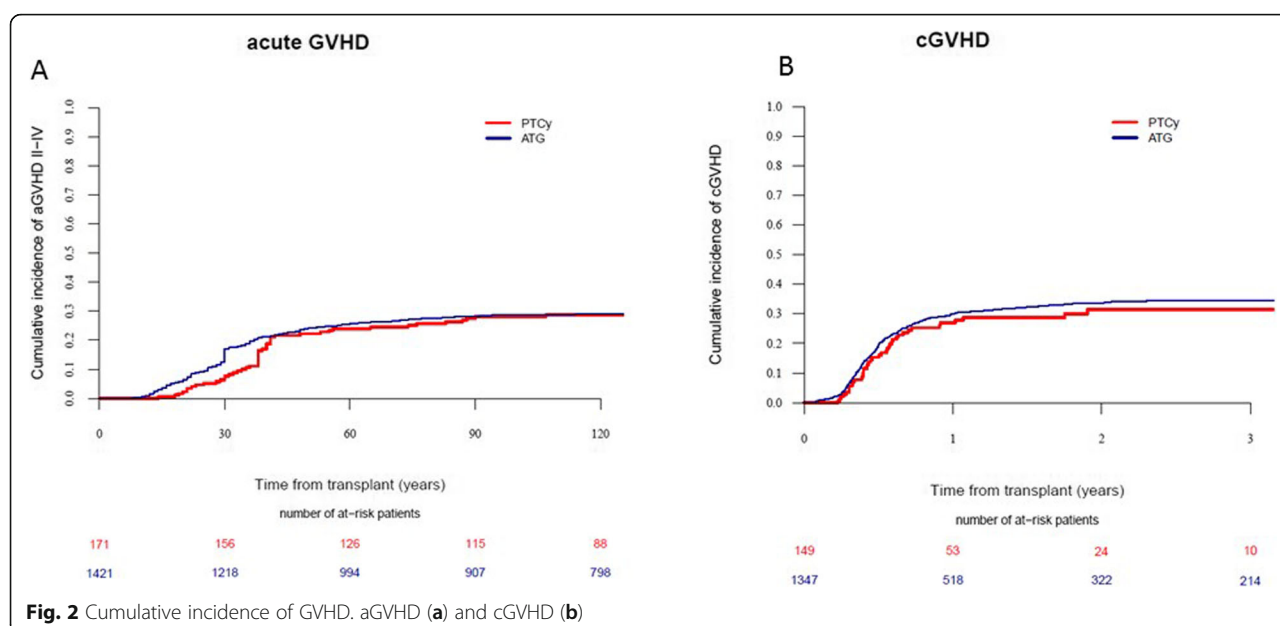 acute GVHD
A
Cumulative incidence of aGVHD II−IV
1.0
0.9
0.8
0.7
0.6
0.5
0.4
0.3
0.2
0.1
0.0
PTCy
ATG
0 30 60 90 120
Time from transplant (years)
number of at−risk patients
171 156 126 115 88
1421 1218 994 907 798
cGVHD
B
Cumulative incidence of cGVHD
1.0
0.9
0.8
0.7
0.6
0.5
0.4
0.3
0.2
0.1
0.0
PTCy
ATG
0 1 2 3
Time from transplant (years)
number of at−risk patients
149 53 24 10
1347 518 322 214
Fig. 2 Cumulative incidence of GVHD. aGVHD (a) and cGVHD (b)